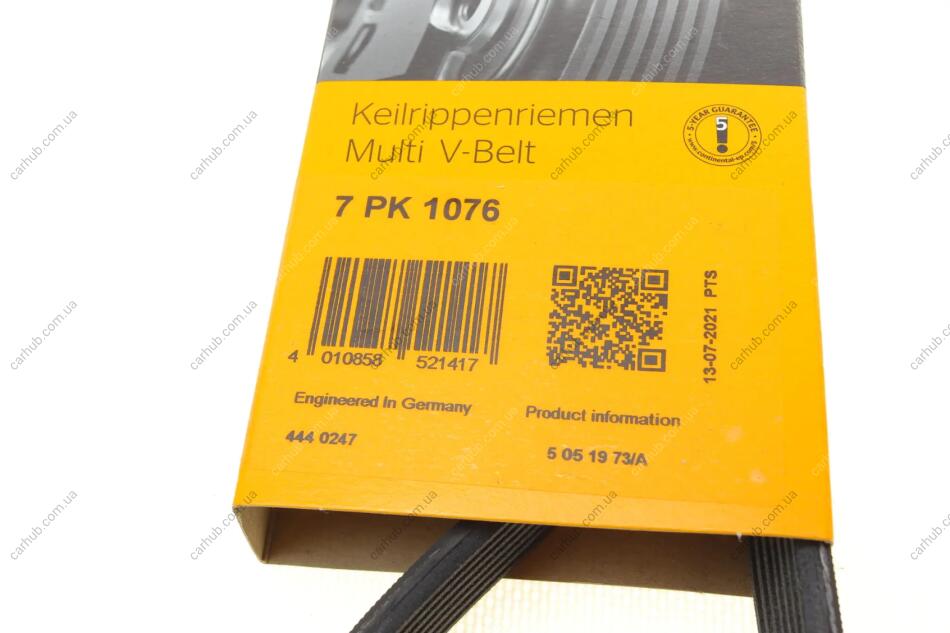 Keilrippenriemen
Multi V-Belt
5-YEAR GUARANTEE
5
7 PK 1076
4 010858 521417
13-07-2021 PTS
Engineered In Germany
Product information
444 0247
5 05 19 73/A
carhub.com.ua